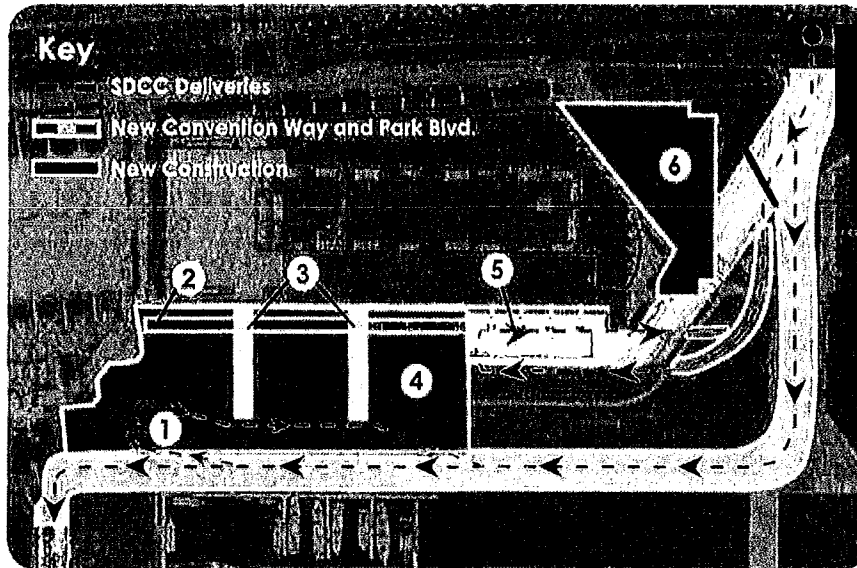 Key
SDCC Deliveries
New Convention Way and Park Blvd.
New Construction
6
2
3
5
4
1